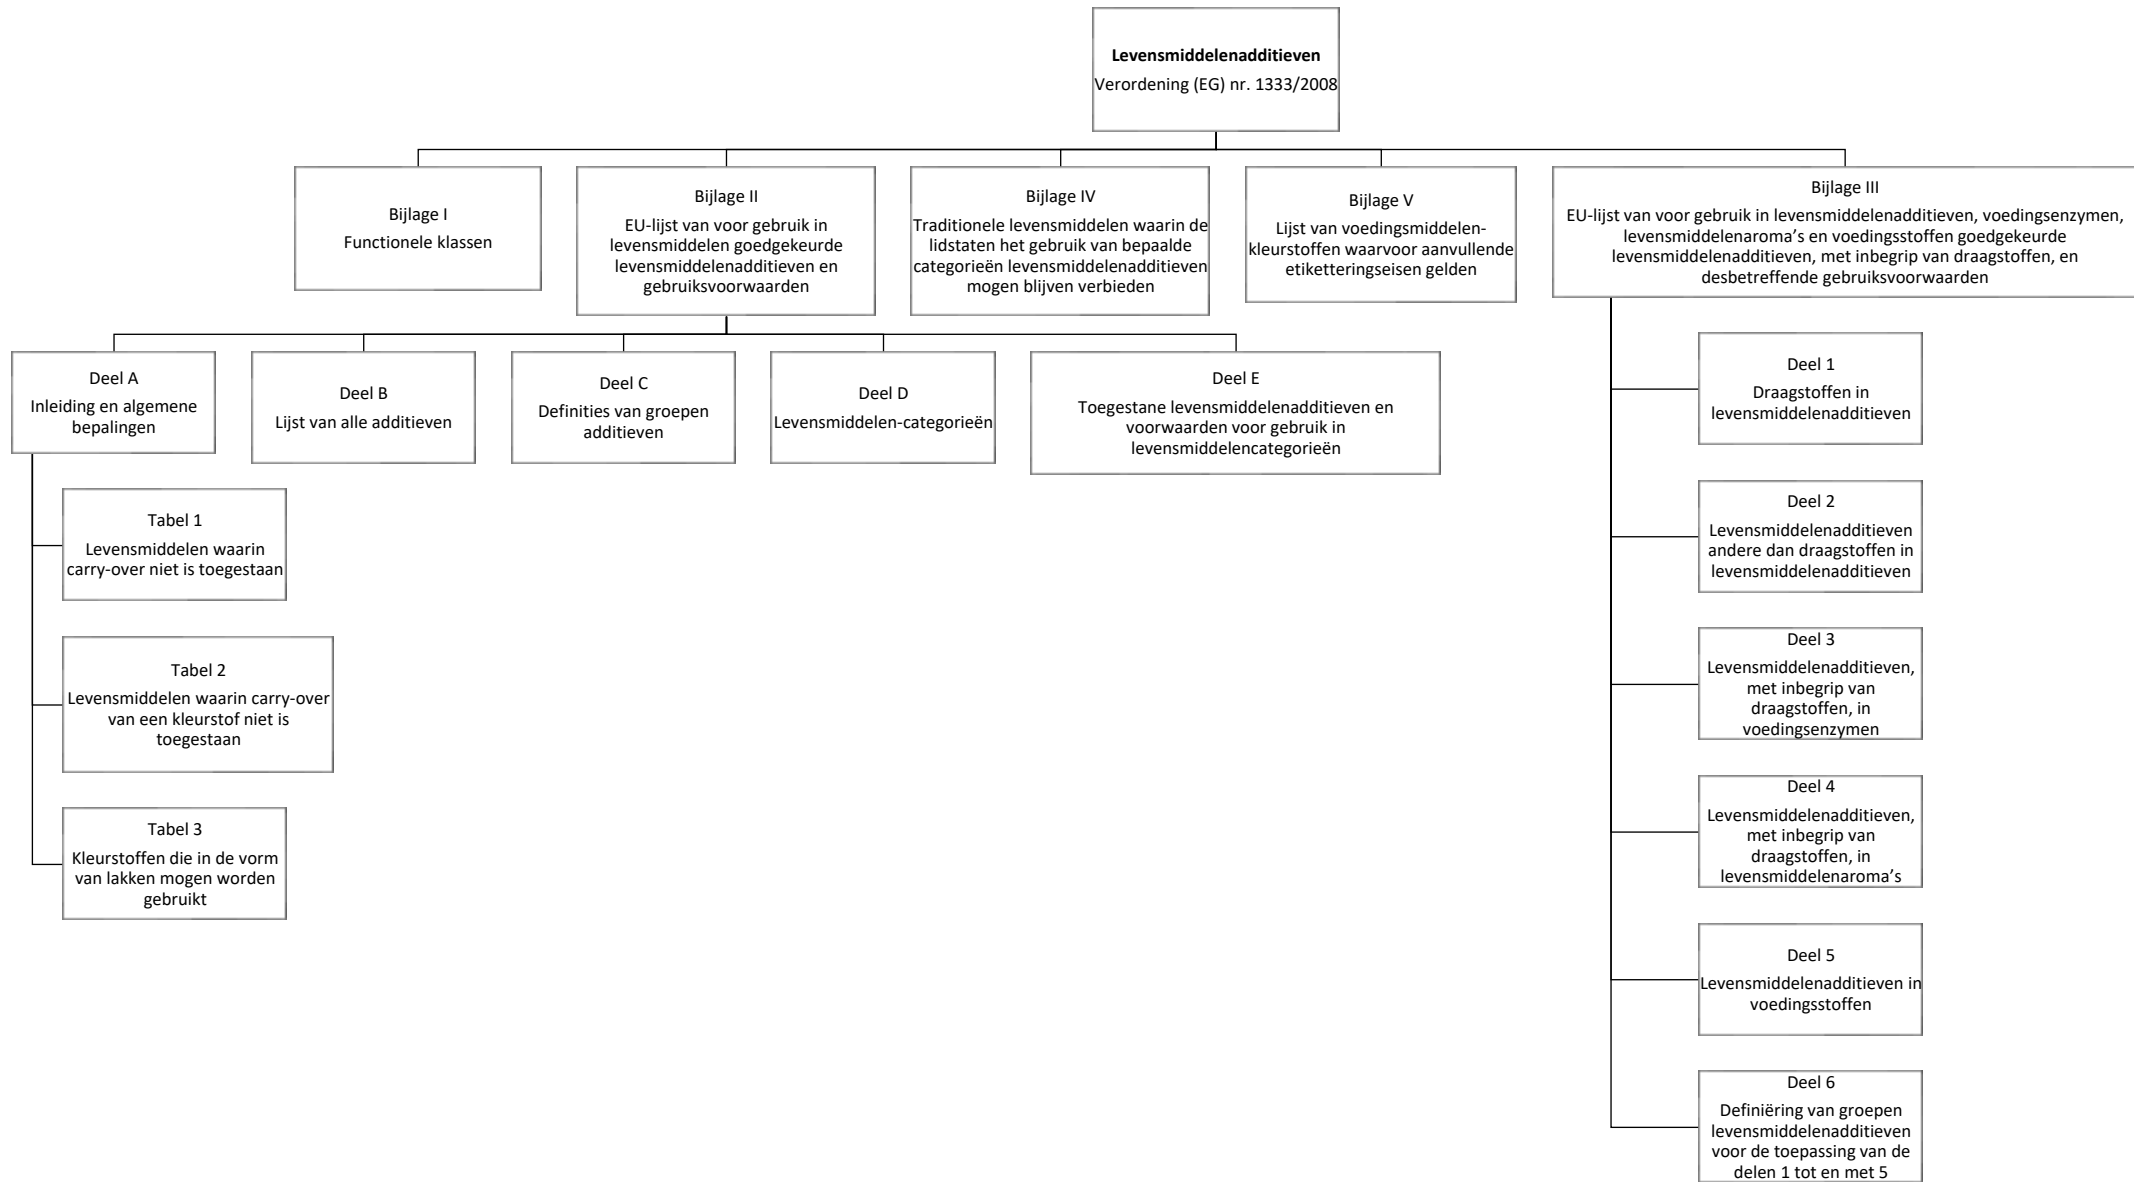 Levensmiddelenadditieven
Verordening (EG) nr. 1333/2008
Bijlage I
Functionele klassen
Bijlage II
EU-lijst van voor gebruik in
levensmiddelen goedgekeurde
levensmiddelenadditieven en
gebruiksvoorwaarden
Bijlage IV
Traditionele levensmiddelen waarin de
lidstaten het gebruik van bepaalde
categorieën levensmiddelenadditieven
mogen blijven verbieden
Bijlage V
Lijst van voedingsmiddelen-
kleurstoffen waarvoor aanvullende
etiketteringseisen gelden
Bijlage III
EU-lijst van voor gebruik in levensmiddelenadditieven, voedingsenzymen,
levensmiddelenaroma’s en voedingsstoffen goedgekeurde
levensmiddelenadditieven, met inbegrip van draagstoffen, en
desbetreffende gebruiksvoorwaarden
Deel A
Inleiding en algemene
bepalingen
Deel B
Lijst van alle additieven
Deel C
Definities van groepen
additieven
Deel D
Levensmiddelen-categorieën
Deel E
Toegestane levensmiddelenadditieven en
voorwaarden voor gebruik in
levensmiddelencategorieën
Tabel 1
Levensmiddelen waarin
carry-over niet is toegestaan
Tabel 2
Levensmiddelen waarin carry-over
van een kleurstof niet is
toegestaan
Tabel 3
Kleurstoffen die in de vorm
van lakken mogen worden
gebruikt
Deel 1
Draagstoffen in
levensmiddelenadditieven
Deel 2
Levensmiddelenadditieven
andere dan draagstoffen in
levensmiddelenadditieven
Deel 3
Levensmiddelenadditieven,
met inbegrip van
draagstoffen, in
voedingsenzymen
Deel 4
Levensmiddelenadditieven,
met inbegrip van
draagstoffen, in
levensmiddelenaroma’s
Deel 5
Levensmiddelenadditieven in
voedingsstoffen
Deel 6
Definiëring van groepen
levensmiddelenadditieven
voor de toepassing van de
delen 1 tot en met 5